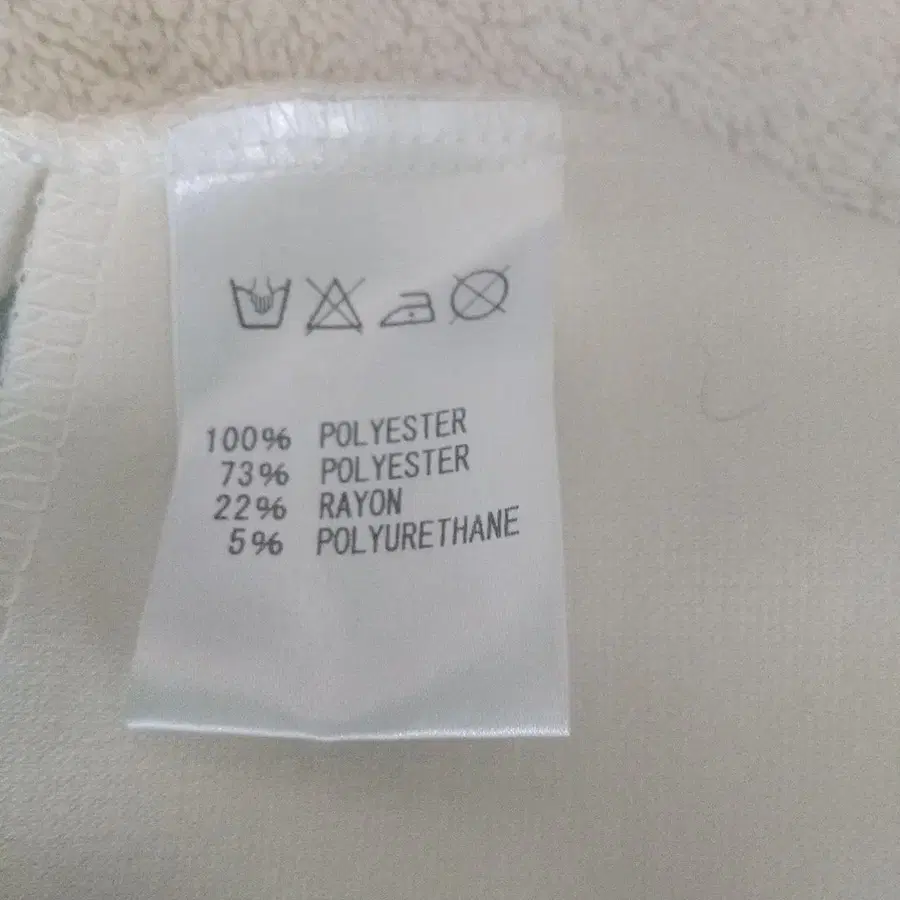 100% POLYESTER
73% POLYESTER
22% RAYON
5% POLYURETHANE